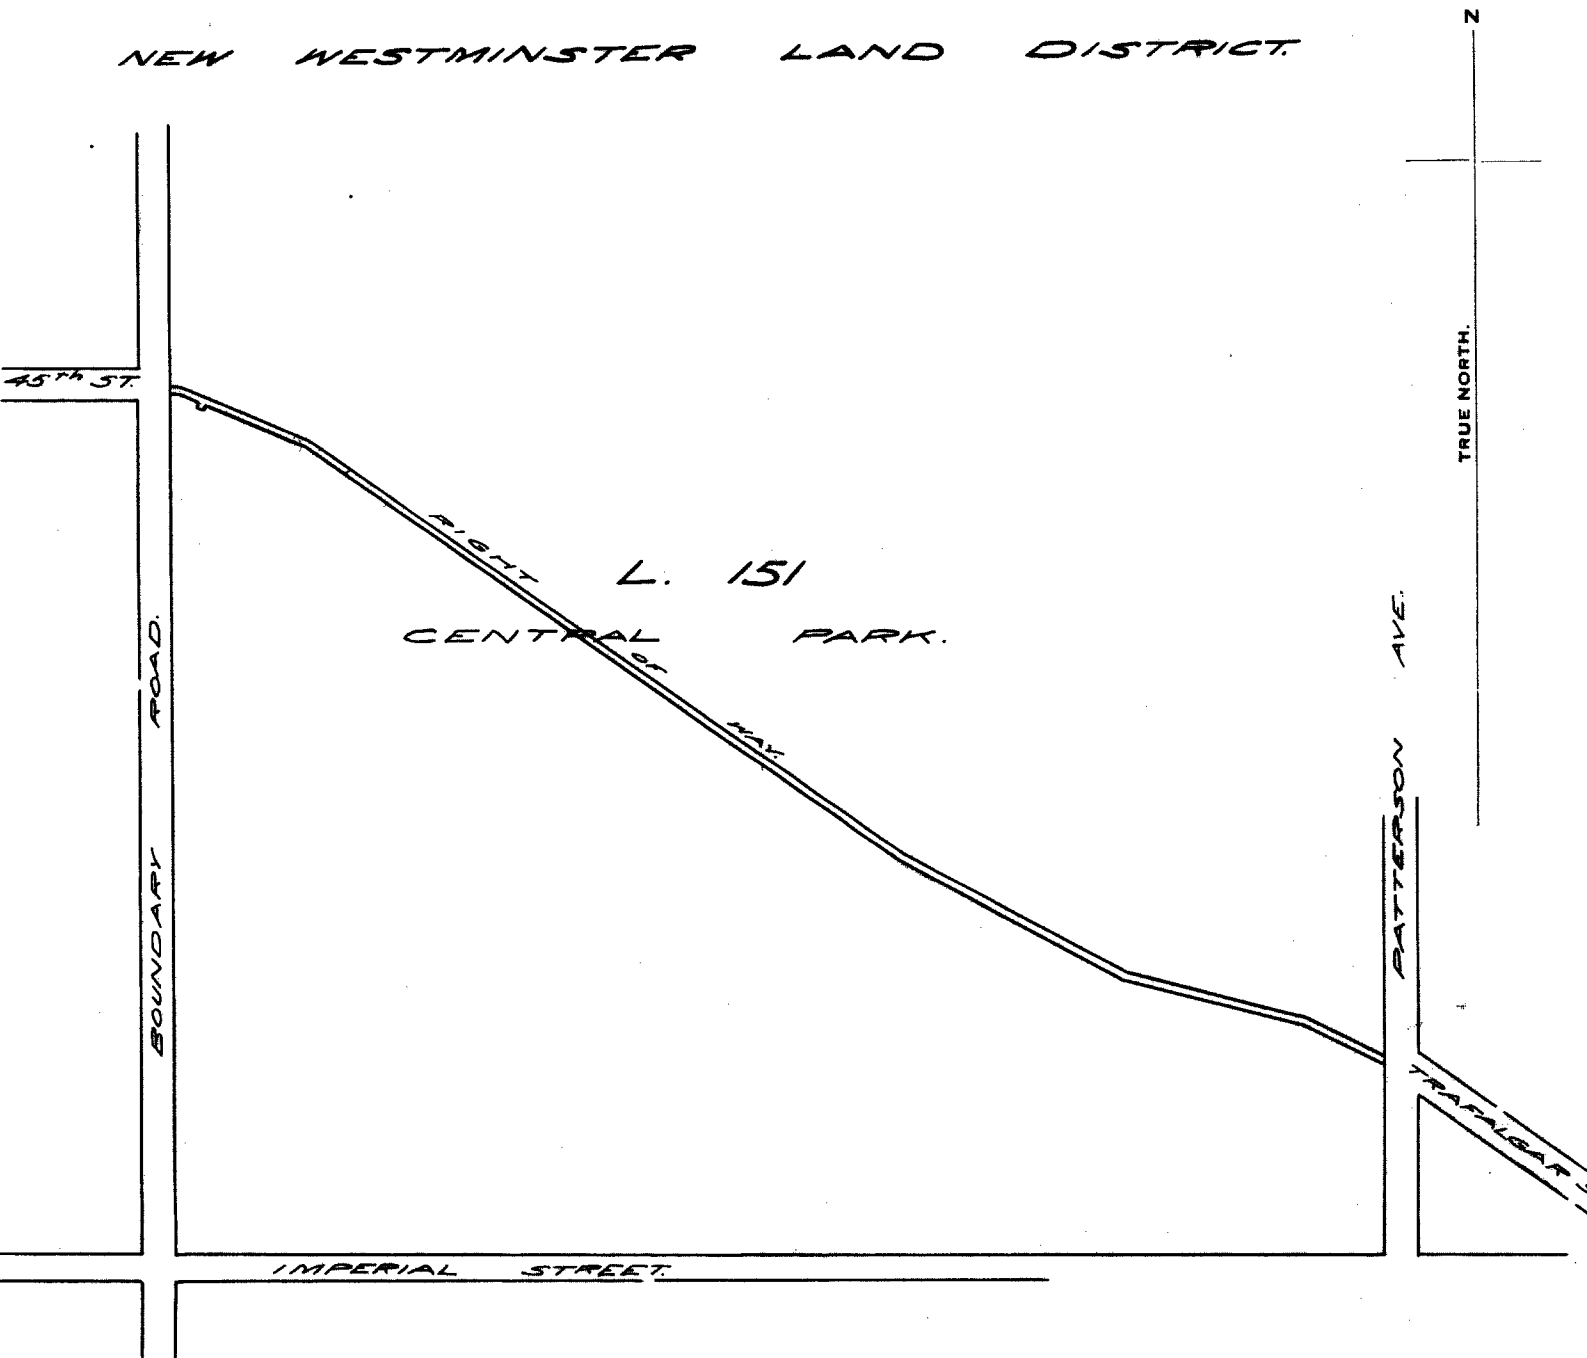 N
NEW WESTMINSTER LAND DISTRICT.
TRUE NORTH.
45th ST.
RIGHT OF WAY.
L. 151
CENTRAL PARK.
BOUNDARY ROAD.
PATTERSON AVE.
TRAFALGAR
IMPERIAL STREET.